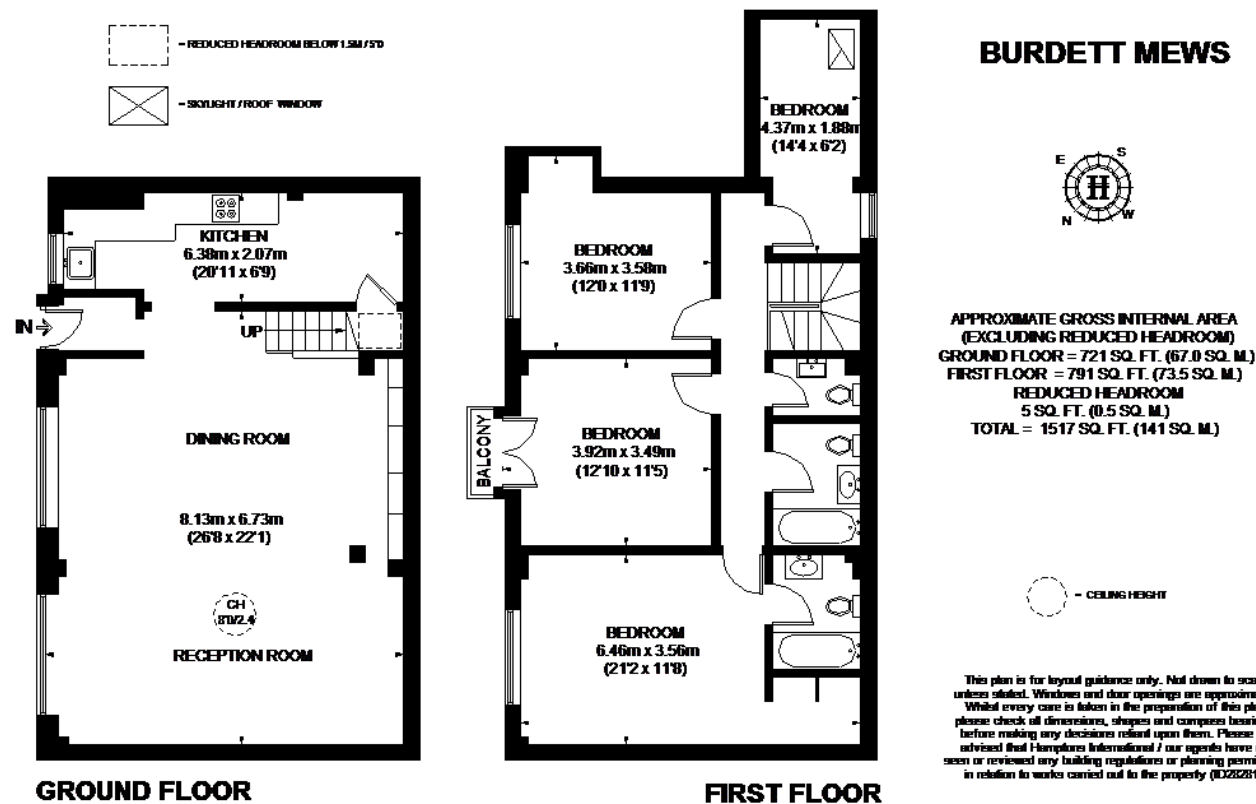 - REDUCED HEADROOM BELOW 1.5M / 5'0
- SKYLIGHT / ROOF WINDOW
KITCHEN
6.38m x 2.07m
(20'11 x 6'9)
IN
UP
DINING ROOM
8.13m x 6.73m
(26'8 x 22'1)
CH
8'0/2.4
RECEPTION ROOM
GROUND FLOOR
BEDROOM
4.37m x 1.88m
(14'4 x 6'2)
BEDROOM
3.66m x 3.58m
(12'0 x 11'9)
BALCONY
BEDROOM
3.92m x 3.49m
(12'10 x 11'5)
BEDROOM
6.46m x 3.56m
(21'2 x 11'8)
FIRST FLOOR
BURDETT MEWS
E
S
H
N
W
APPROXIMATE GROSS INTERNAL AREA
(EXCLUDING REDUCED HEADROOM)
GROUND FLOOR = 721 SQ. FT. (67.0 SQ. M.)
FIRST FLOOR = 791 SQ. FT. (73.5 SQ. M.)
REDUCED HEADROOM
5 SQ. FT. (0.5 SQ. M.)
TOTAL = 1517 SQ. FT. (141 SQ. M.)
- CEILING HEIGHT
This plan is for layout guidance only. Not drawn to
unless stated. Windows and door openings are
Whilst every care is taken in the preparation of this
please check all dimensions, shapes and compass
before making any decisions reliant upon them. Please
advised that Hamptons International / our agents have
seen or reviewed any building regulations or planning
in relation to works carried out to the property